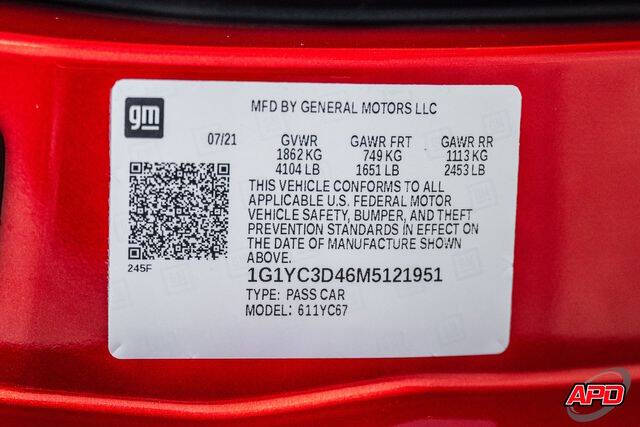 gm
MFD BY GENERAL MOTORS LLC
07/21 GVWR GAWR FRT GAWR RR
1862 KG 749 KG 1113 KG
4104 LB 1651 LB 2453 LB
THIS VEHICLE CONFORMS TO ALL
APPLICABLE U.S. FEDERAL MOTOR
VEHICLE SAFETY, BUMPER, AND THEFT
PREVENTION STANDARDS IN EFFECT ON
THE DATE OF MANUFACTURE SHOWN
ABOVE.
245F
1G1YC3D46M5121951
TYPE: PASS CAR
MODEL: 611YC67
APD